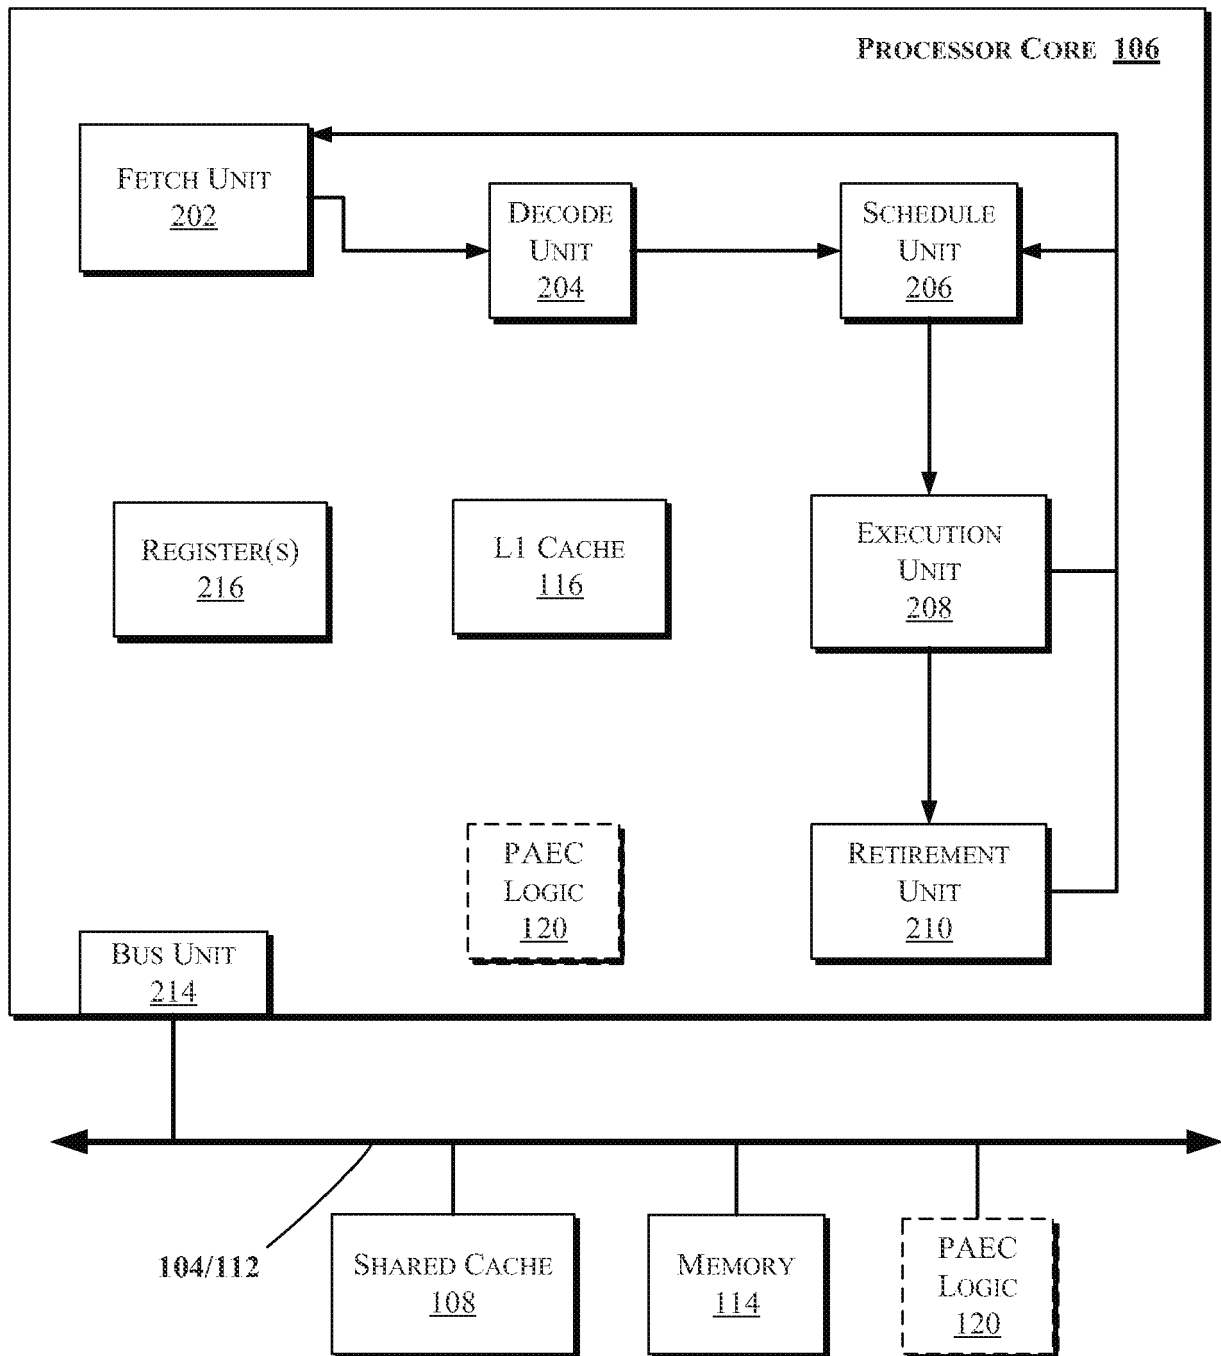 PROCESSOR CORE 106
FETCH UNIT
202
DECODE
UNIT
204
SCHEDULE
UNIT
206
REGISTER(S)
216
L1 CACHE
116
EXECUTION
UNIT
208
PAEC
LOGIC
120
RETIREMENT
UNIT
210
BUS UNIT
214
104/112
SHARED CACHE
108
MEMORY
114
PAEC
LOGIC
120